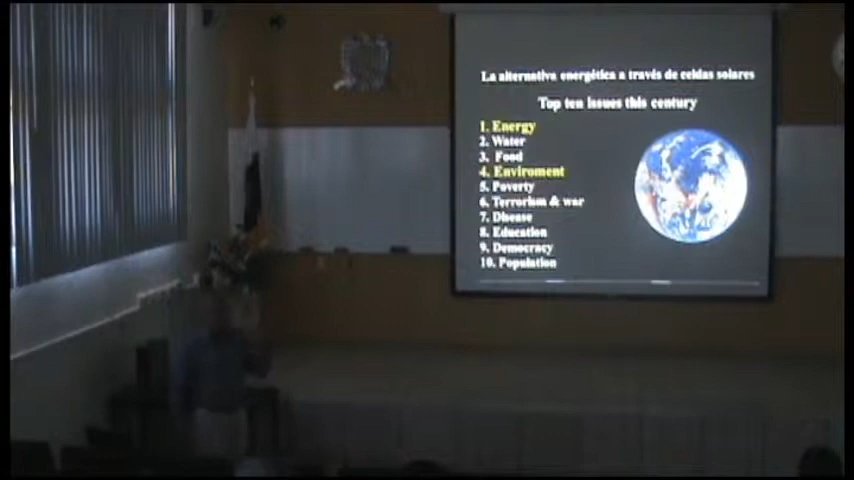 La alternativa energética a través de celdas solares
Top ten issues this century
1. Energy
2. Water
3. Food
4. Enviroment
5. Poverty
6. Terrorism & war
7. Disease
8. Education
9. Democracy
10. Population